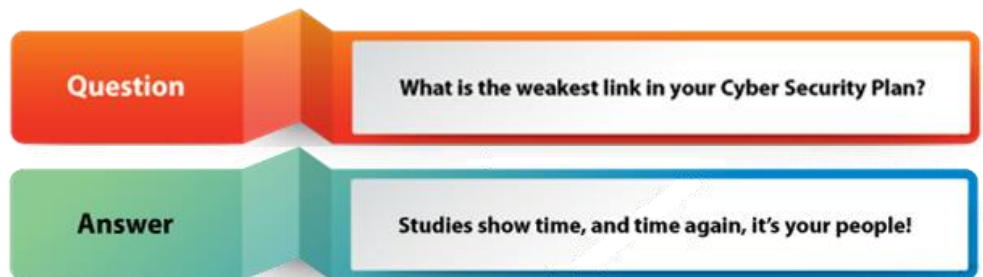 Question
What is the weakest link in your Cyber Security Plan?
Answer
Studies show time, and time again, it's your people!